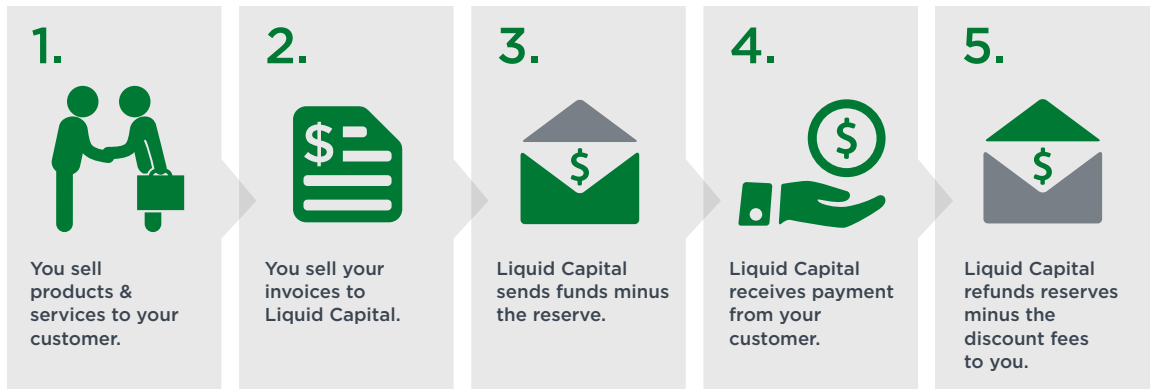 1.
You sell
products &
services to your
customer.
2.
$
You sell your
invoices to
Liquid Capital.
3.
$
Liquid Capital
sends funds minus
the reserve.
4.
$
Liquid Capital
receives payment
from your
customer.
5.
$
Liquid Capital
refunds reserves
minus the
discount fees
to you.